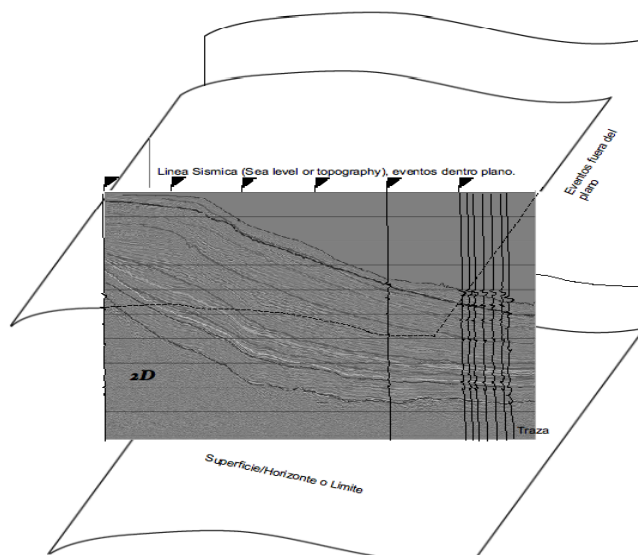 Linea Sismica (Sea level or topography), eventos dentro plano.
Eventos fuera del
plano
2D
Traza
Superficie/Horizonte o Limite